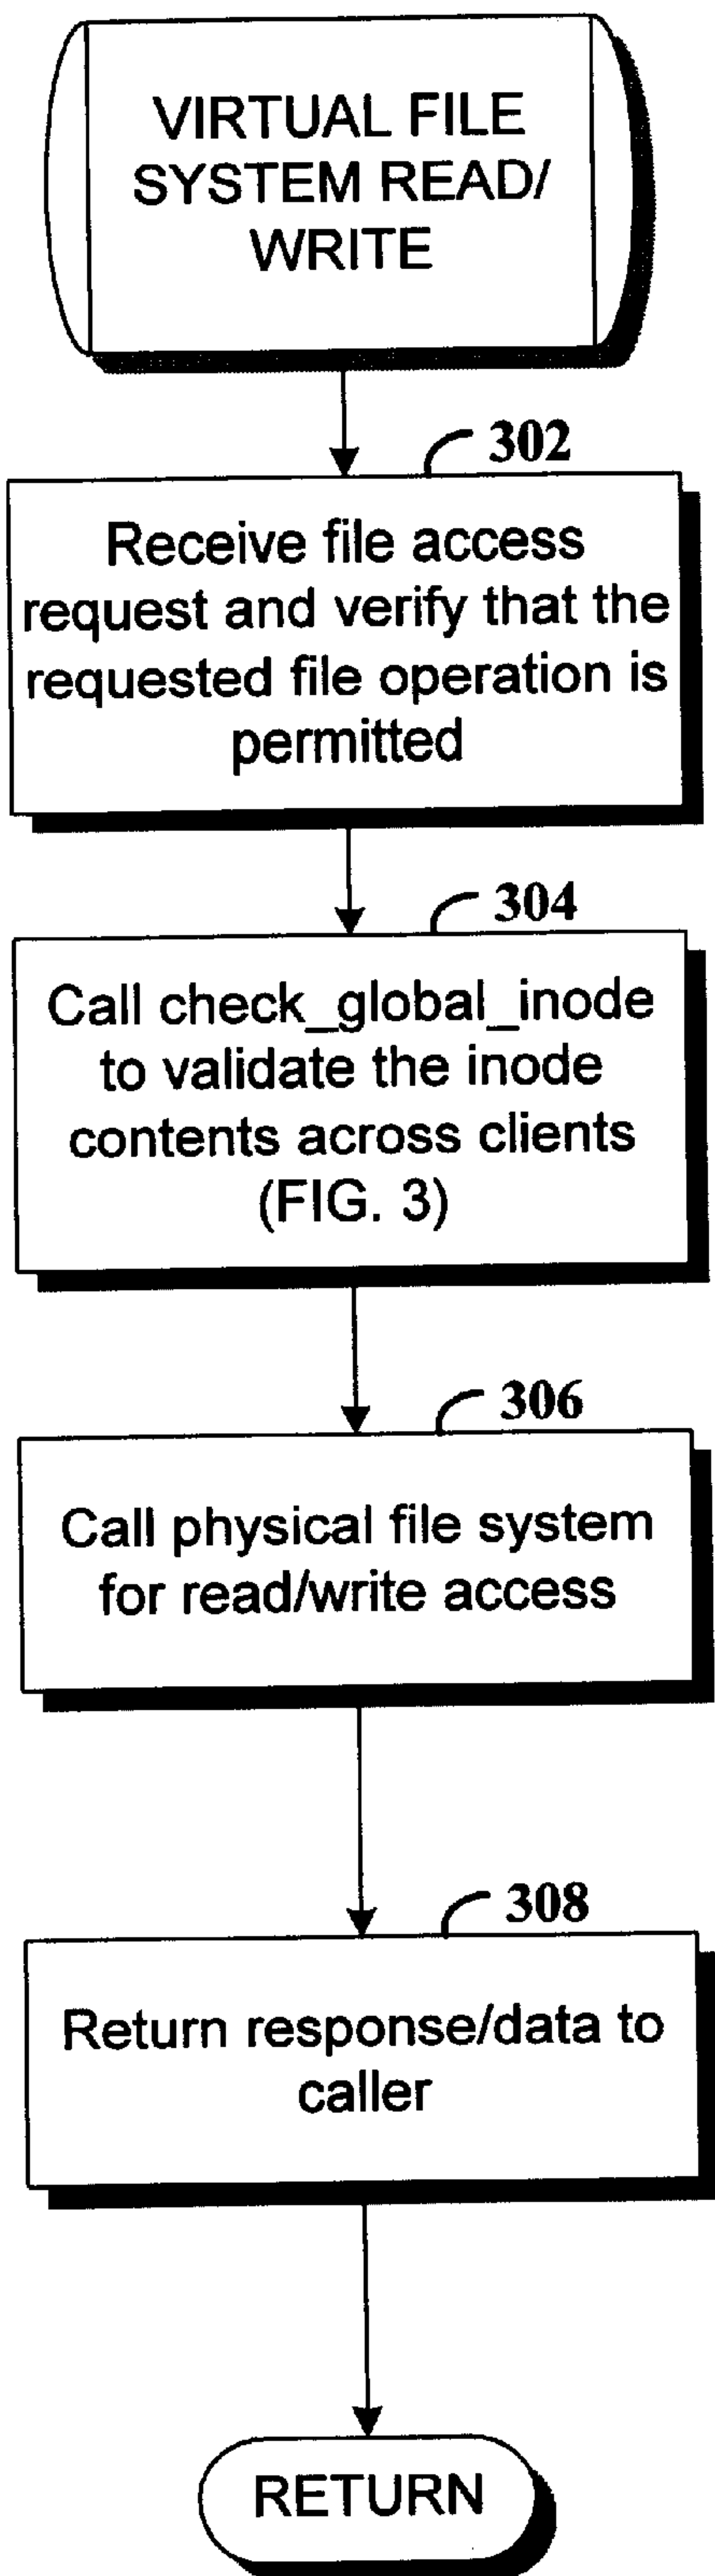 VIRTUAL FILE
SYSTEM READ/
WRITE
302
Receive file access
request and verify that the
requested file operation is
permitted
304
Call check_global_inode
to validate the inode
contents across clients
(FIG. 3)
306
Call physical file system
for read/write access
308
Return response/data to
caller
RETURN